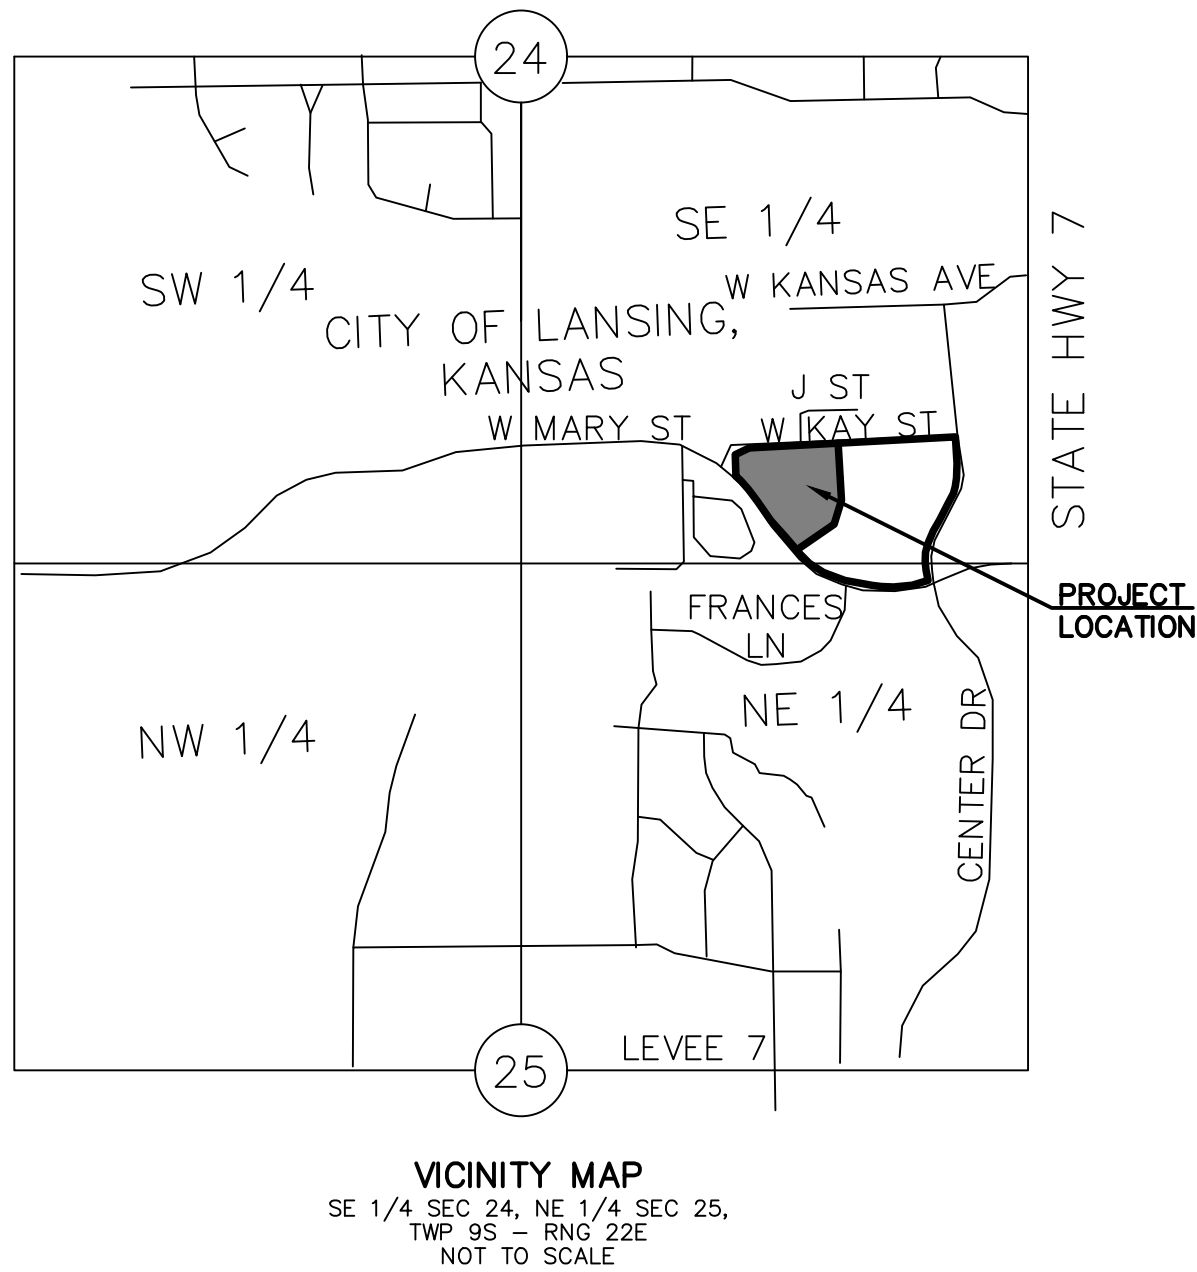 24
SE 1/4
SW 1/4
W KANSAS AVE
CITY OF LANSING,
KANSAS
STATE HWY 7
J ST
W MARY ST
W KAY ST
PROJECT
LOCATION
FRANCES
LN
NE 1/4
NW 1/4
CENTER DR
LEVEE 7
25
VICINITY MAP
SE 1/4 SEC 24, NE 1/4 SEC 25,
TWP 9S – RNG 22E
NOT TO SCALE